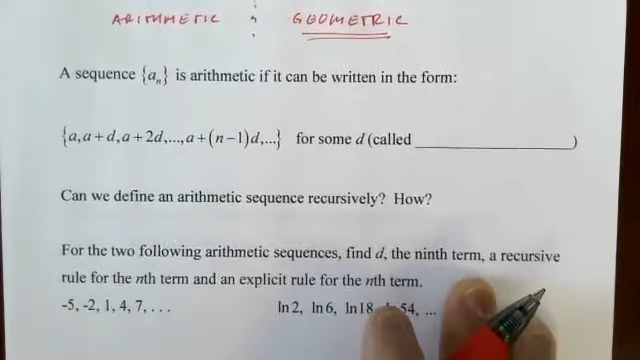 ARITHMETIC : GEOMETRIC
A sequence {aₙ} is arithmetic if it can be written in the form:
{a, a+d, a+2d,..., a+(n−1)d,...} for some d (called ____________________)
Can we define an arithmetic sequence recursively? How?
For the two following arithmetic sequences, find d, the ninth term, a recursive
rule for the nth term and an explicit rule for the nth term.
-5, -2, 1, 4, 7, . . . ln 2, ln 6, ln 18, 54, ...